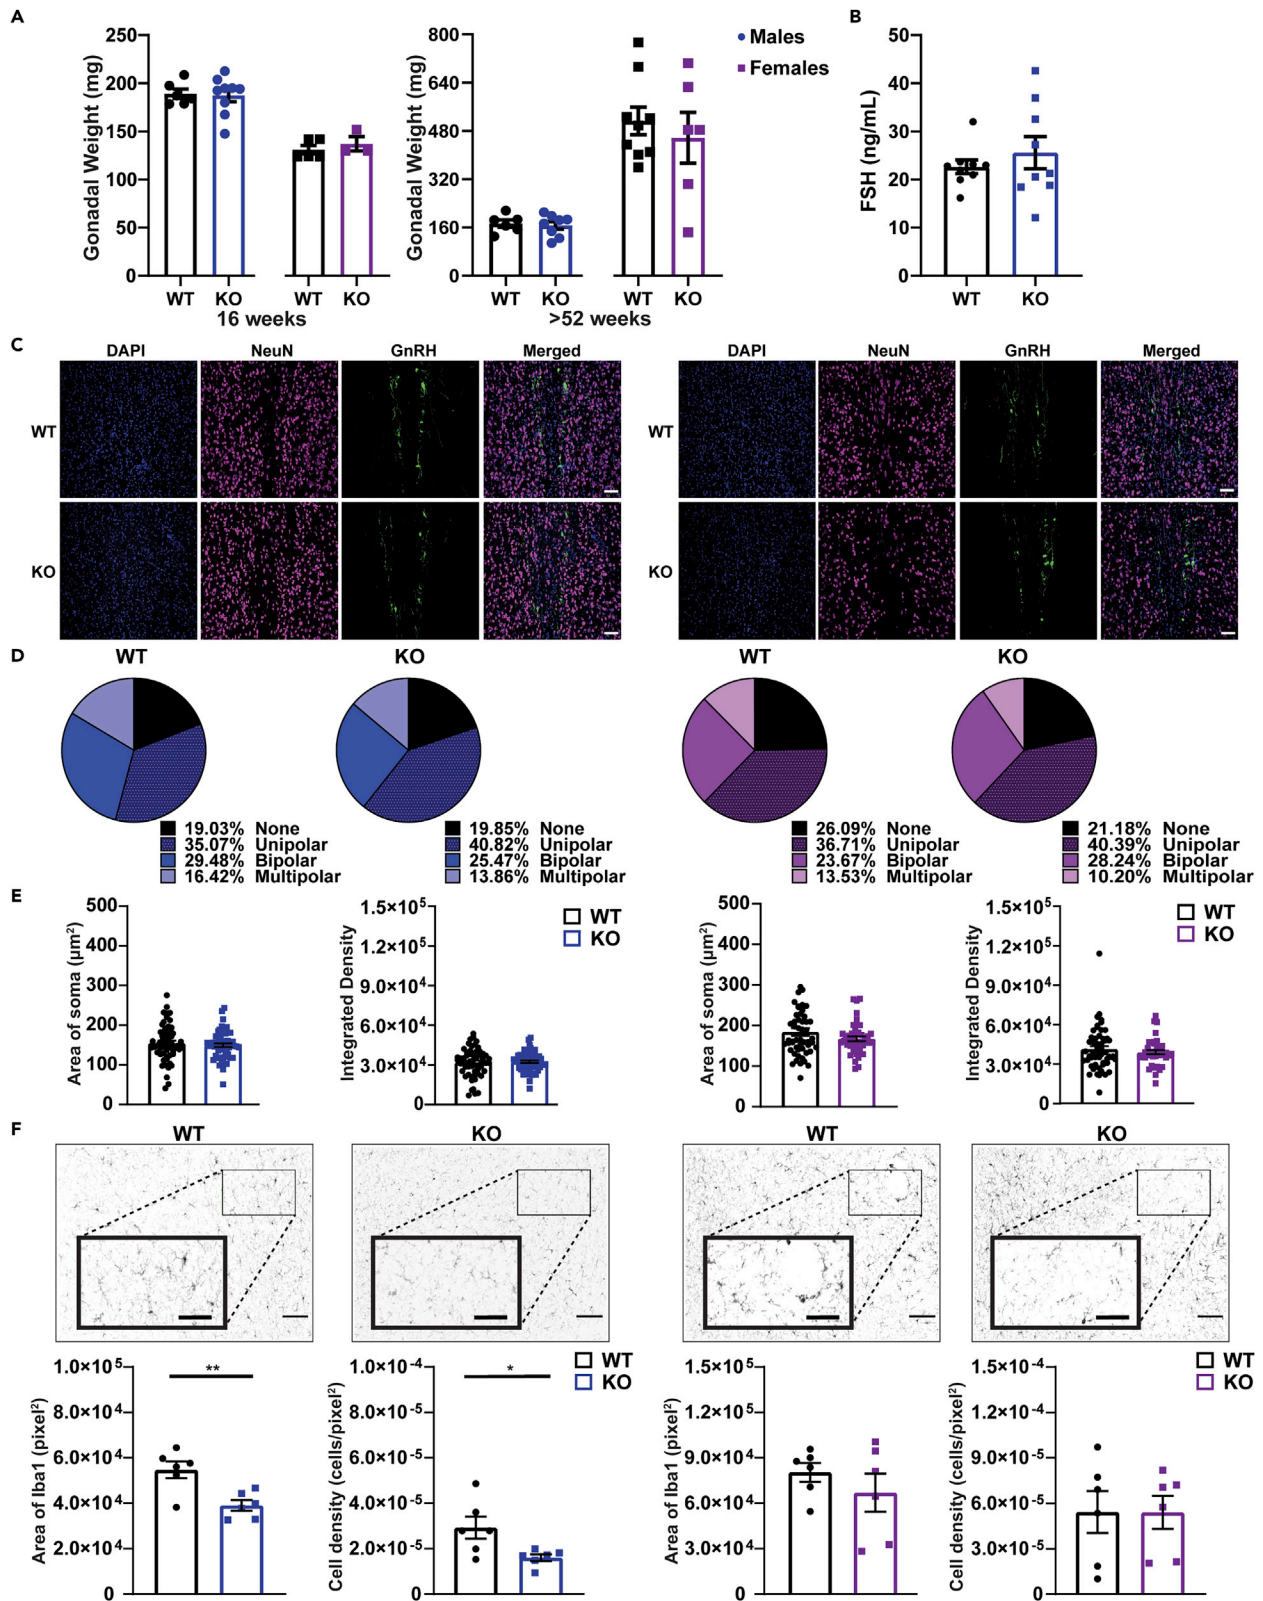 A
B
Gonadal Weight (mg)
250
200
150
100
50
0
WT KO WT KO
16 weeks
Gonadal Weight (mg)
800
640
480
320
160
0
WT KO WT KO
>52 weeks
Males
Females
FSH (ng/mL)
50
40
30
20
10
0
WT KO
C
DAPI NeuN GnRH Merged DAPI NeuN GnRH Merged
WT WT
KO KO
D
WT KO WT KO
19.03% None
35.07% Unipolar
29.48% Bipolar
16.42% Multipolar
19.85% None
40.82% Unipolar
25.47% Bipolar
13.86% Multipolar
26.09% None
36.71% Unipolar
23.67% Bipolar
13.53% Multipolar
21.18% None
40.39% Unipolar
28.24% Bipolar
10.20% Multipolar
E
Area of soma (µm²)
500
400
300
200
100
0
Integrated Density
1.5×10⁵
1.2×10⁵
9.0×10⁴
6.0×10⁴
3.0×10⁴
0
WT
KO
Area of soma (µm²)
500
400
300
200
100
0
Integrated Density
1.5×10⁵
1.2×10⁵
9.0×10⁴
6.0×10⁴
3.0×10⁴
0
WT
KO
F
WT KO WT KO
Area of Iba1 (pixel²)
1.0×10⁵
8.0×10⁴
6.0×10⁴
4.0×10⁴
2.0×10⁴
0
**
Cell density (cells/pixel²)
1.0×10⁻⁴
8.0×10⁻⁵
6.0×10⁻⁵
4.0×10⁻⁵
2.0×10⁻⁵
0
*
WT
KO
Area of Iba1 (pixel²)
1.5×10⁵
1.2×10⁵
9.0×10⁴
6.0×10⁴
3.0×10⁴
0
Cell density (cells/pixel²)
1.5×10⁻⁴
1.2×10⁻⁴
9.0×10⁻⁵
6.0×10⁻⁵
3.0×10⁻⁵
0
WT
KO